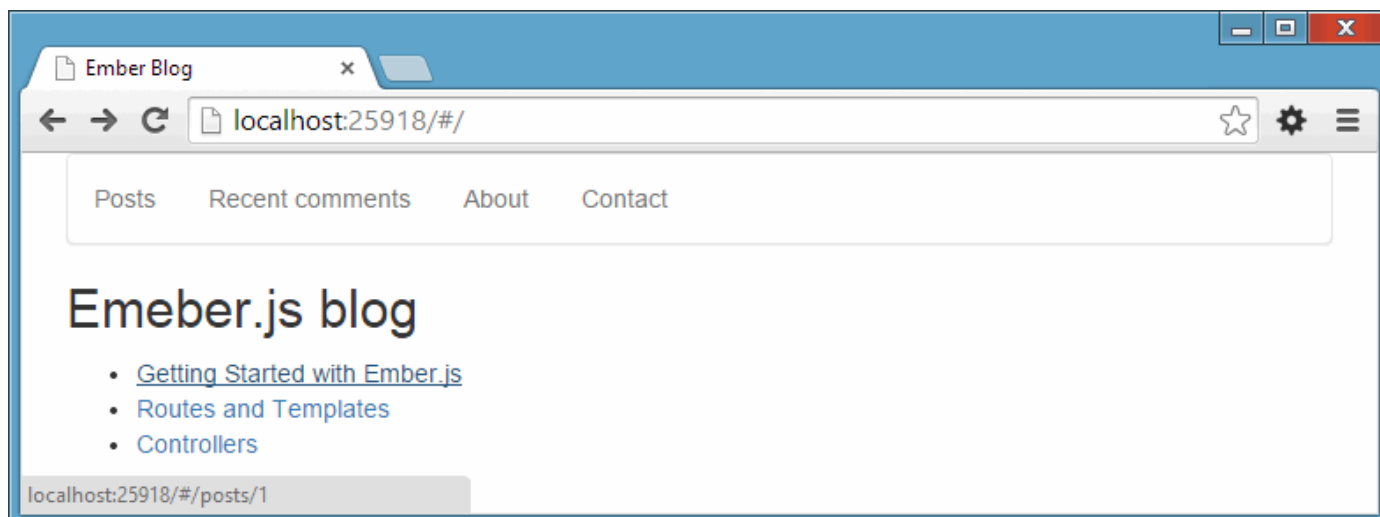 Ember Blog
localhost:25918/#/
Posts Recent comments About Contact
Emeber.js blog
Getting Started with Ember.js
Routes and Templates
Controllers
localhost:25918/#/posts/1